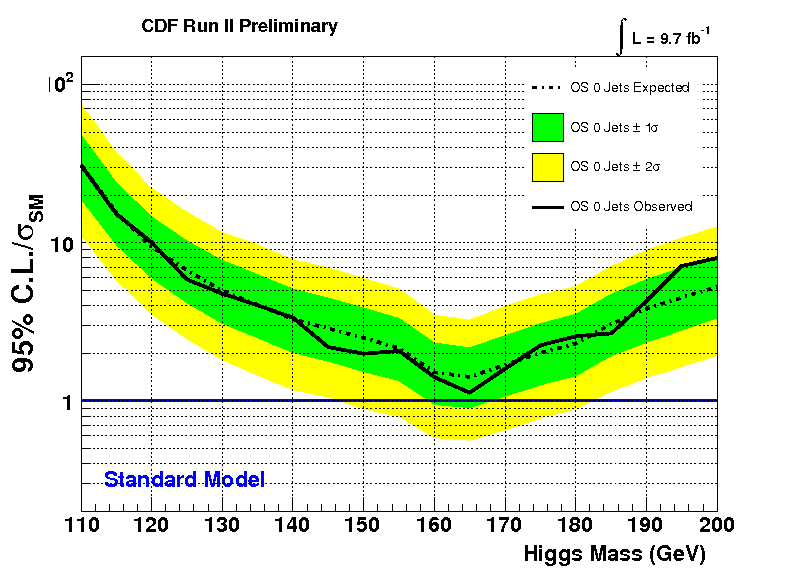 CDF Run II Preliminary
∫ L = 9.7 fb⁻¹
OS 0 Jets Expected
OS 0 Jets ± 1σ
OS 0 Jets ± 2σ
OS 0 Jets Observed
95% C.L./σ_SM
10²
10
1
Standard Model
110 120 130 140 150 160 170 180 190 200
Higgs Mass (GeV)